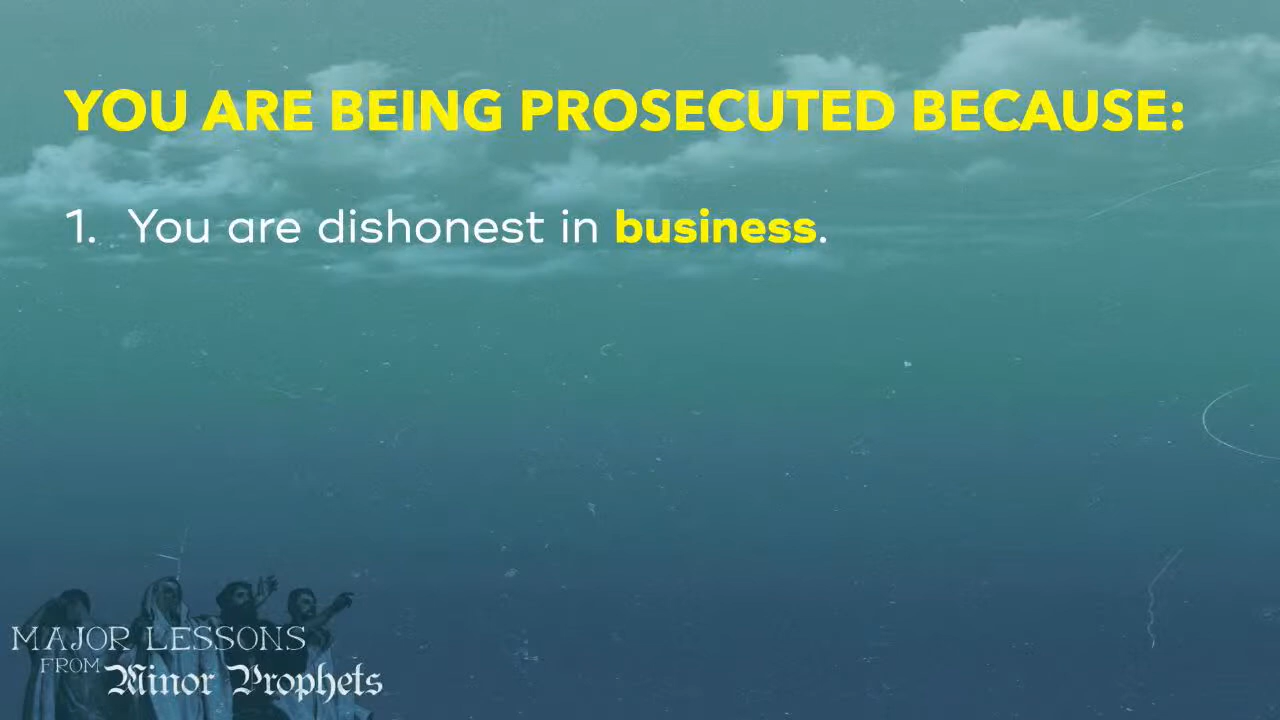 YOU ARE BEING PROSECUTED BECAUSE:
1. You are dishonest in business.
MAJOR LESSONS
FROM Minor Prophets